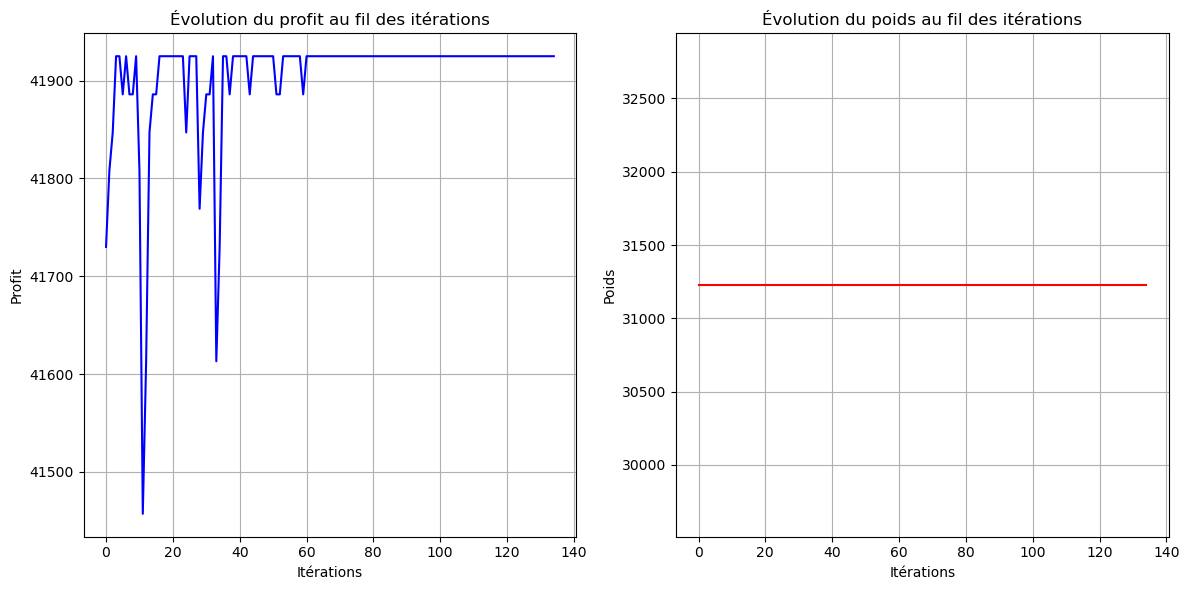 Évolution du profit au fil des itérations
Profit
41900
41800
41700
41600
41500
0 20 40 60 80 100 120 140
Itérations
Évolution du poids au fil des itérations
Poids
32500
32000
31500
31000
30500
30000
0 20 40 60 80 100 120 140
Itérations